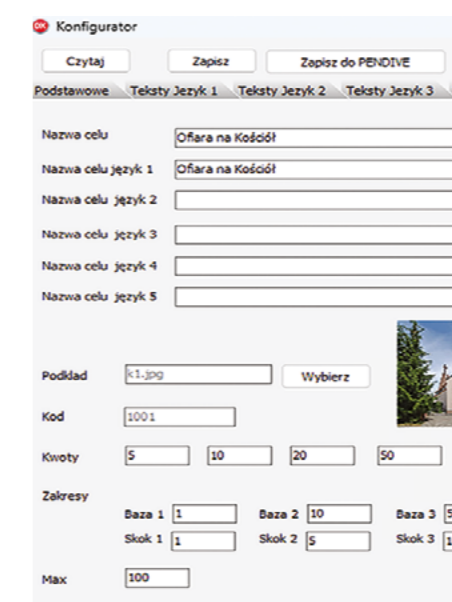 Konfigurator
Czytaj Zapisz Zapisz do PENDIVE
Podstawowe Teksty Jezyk 1 Teksty Jezyk 2 Teksty Jezyk 3
Nazwa celu Ofiara na Kościół
Nazwa celu język 1 Ofiara na Kościół
Nazwa celu język 2
Nazwa celu język 3
Nazwa celu język 4
Nazwa celu język 5
Podkład k1.jpg Wybierz
Kod 1001
Kwoty 5 10 20 50
Zakresy
Baza 1 1 Baza 2 10 Baza 3 5
Skok 1 1 Skok 2 5 Skok 3 1
Max 100